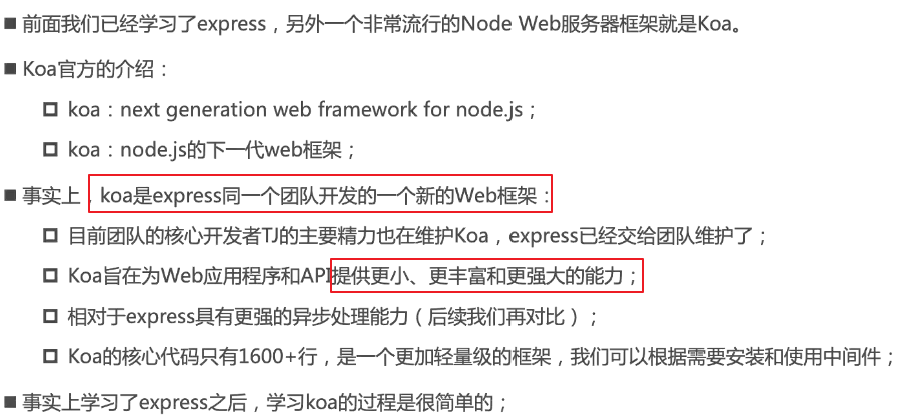 ■ 前面我们已经学习了express，另外一个非常流行的Node Web服务器框架就是Koa。
■ Koa官方的介绍：
□ koa：next generation web framework for node.js；
□ koa：node.js的下一代web框架；
■ 事实上，koa是express同一个团队开发的一个新的Web框架：
□ 目前团队的核心开发者TJ的主要精力也在维护Koa，express已经交给团队维护了；
□ Koa旨在为Web应用程序和API提供更小、更丰富和更强大的能力；
□ 相对于express具有更强的异步处理能力（后续我们再对比）；
□ Koa的核心代码只有1600+行，是一个更加轻量级的框架，我们可以根据需要安装和使用中间件；
■ 事实上学习了express之后，学习koa的过程是很简单的；